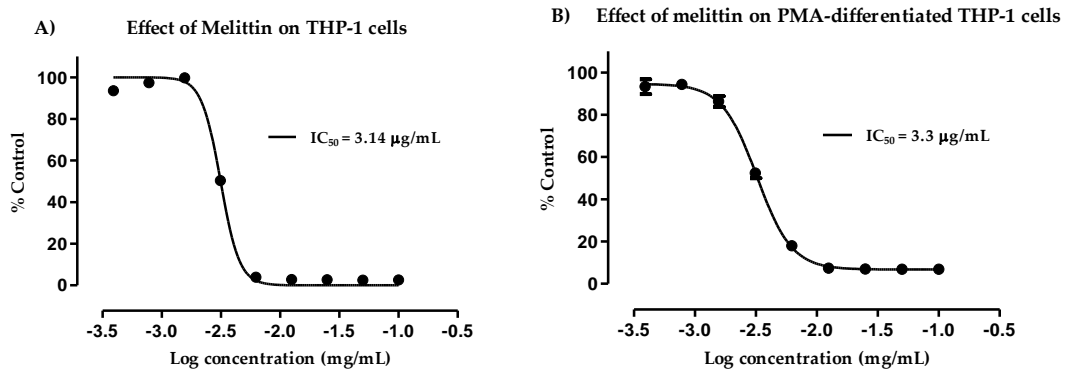 A)
Effect of Melittin on THP-1 cells
% Control
100
80
60
40
20
0
IC₅₀ = 3.14 µg/mL
-3.5 -3.0 -2.5 -2.0 -1.5 -1.0 -0.5
Log concentration (mg/mL)
B)
Effect of melittin on PMA-differentiated THP-1 cells
% Control
100
80
60
40
20
0
IC₅₀ = 3.3 µg/mL
-3.5 -3.0 -2.5 -2.0 -1.5 -1.0 -0.5
Log concentration (mg/mL)